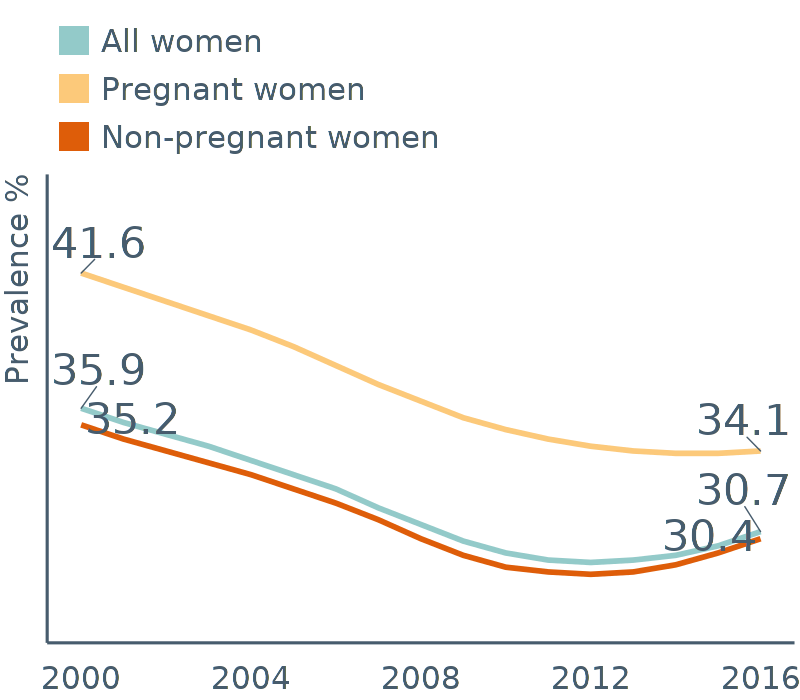 All women
Pregnant women
Non-pregnant women
Prevalence %
41.6
35.9
35.2
34.1
30.7
30.4
2000 2004 2008 2012 2016